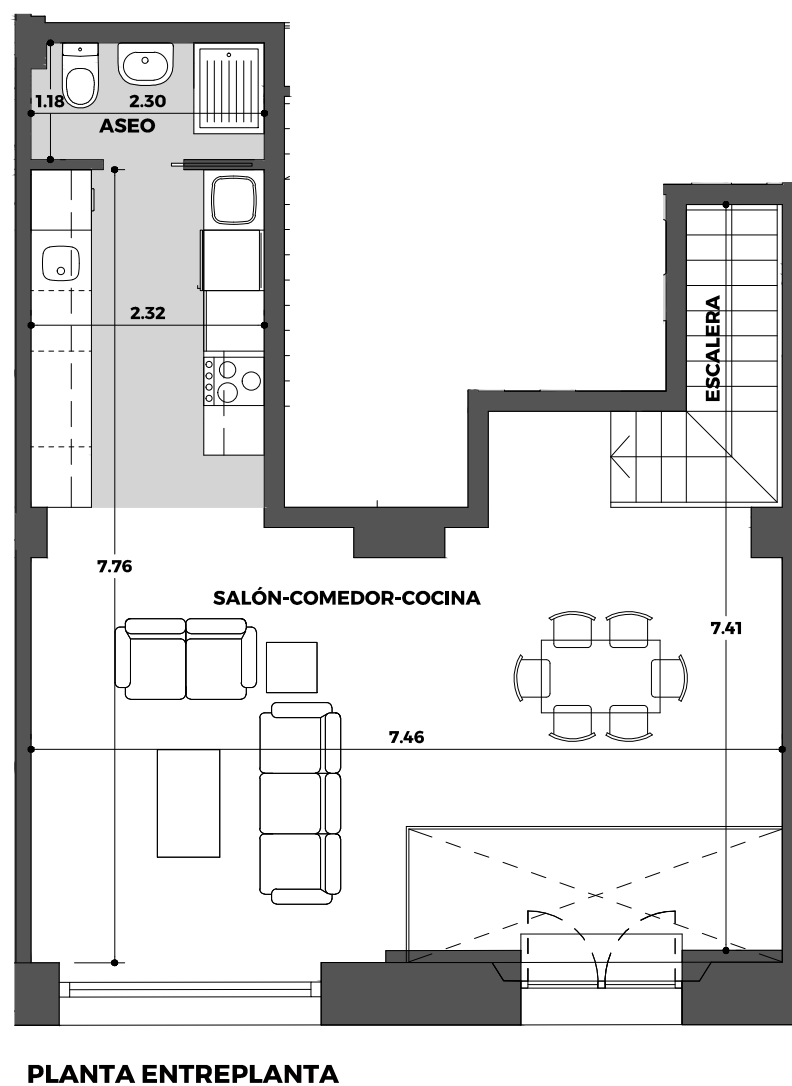 1.18
2.30
ASEO
2.32
ESCALERA
7.76
SALÓN-COMEDOR-COCINA
7.41
7.46
PLANTA ENTREPLANTA